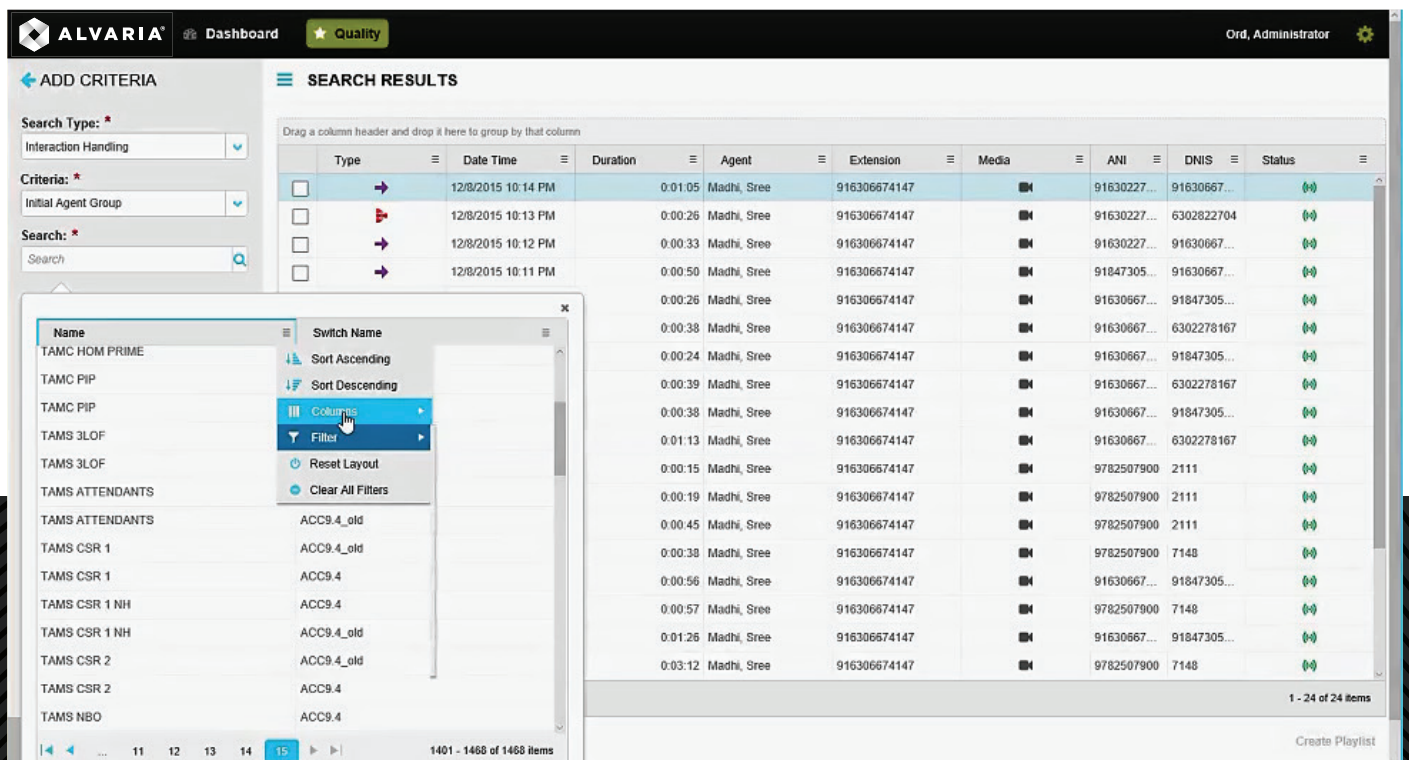 ALVARIA Dashboard Quality Ord, Administrator
ADD CRITERIA
Search Type: *
Interaction Handling
Criteria: *
Initial Agent Group
Search: *
Search
SEARCH RESULTS
Drag a column header and drop it here to group by that column
Type Date Time Duration Agent Extension Media ANI DNIS Status
12/8/2015 10:14 PM 0:01:05 Madhi, Sree 916306674147 91630227... 91630667...
12/8/2015 10:13 PM 0:00:26 Madhi, Sree 916306674147 91630227... 6302822704
12/8/2015 10:12 PM 0:00:33 Madhi, Sree 916306674147 91630227... 91630667...
12/8/2015 10:11 PM 0:00:50 Madhi, Sree 916306674147 91847305... 91630667...
0:00:26 Madhi, Sree 916306674147 91630667... 91847305...
0:00:38 Madhi, Sree 916306674147 91630667... 6302278167
0:00:24 Madhi, Sree 916306674147 91630667... 91847305...
0:00:39 Madhi, Sree 916306674147 91630667... 6302278167
0:00:38 Madhi, Sree 916306674147 91630667... 91847305...
0:01:13 Madhi, Sree 916306674147 91630667... 6302278167
0:00:15 Madhi, Sree 916306674147 9782507900 2111
0:00:19 Madhi, Sree 916306674147 9782507900 2111
0:00:45 Madhi, Sree 916306674147 9782507900 2111
0:00:38 Madhi, Sree 916306674147 9782507900 7148
0:00:56 Madhi, Sree 916306674147 91630667... 91847305...
0:00:57 Madhi, Sree 916306674147 9782507900 7148
0:01:26 Madhi, Sree 916306674147 91630667... 91847305...
0:03:12 Madhi, Sree 916306674147 9782507900 7148
1 - 24 of 24 items
Create Playlist
Name Switch Name
TAMC HOM PRIME
TAMC PIP
TAMC PIP
TAMS 3LOF
TAMS 3LOF
TAMS ATTENDANTS
TAMS ATTENDANTS ACC9.4_old
TAMS CSR 1 ACC9.4_old
TAMS CSR 1 ACC9.4
TAMS CSR 1 NH ACC9.4
TAMS CSR 1 NH ACC9.4_old
TAMS CSR 2 ACC9.4_old
TAMS CSR 2 ACC9.4
TAMS NBO ACC9.4
Sort Ascending
Sort Descending
Columns
Filter
Reset Layout
Clear All Filters
... 11 12 13 14 15 1401 - 1468 of 1468 items